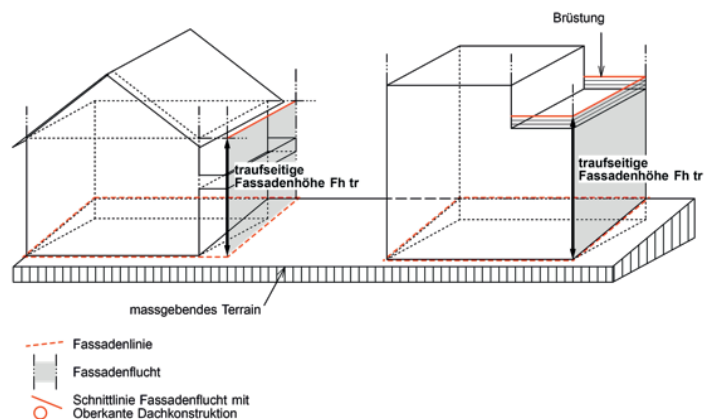 Brüstung
traufseitige
Fassadenhöhe Fh tr
traufseitige
Fassadenhöhe Fh tr
massgebendes Terrain
Fassadenlinie
Fassadenflucht
Schnittlinie Fassadenflucht mit
Oberkante Dachkonstruktion